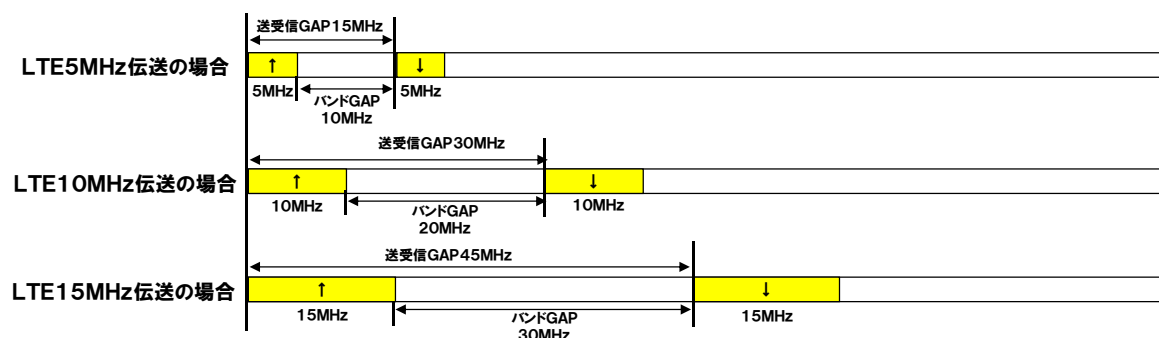 送受信GAP15MHz
LTE5MHz伝送の場合
↑
↓
5MHz
バンドGAP
10MHz
5MHz
送受信GAP30MHz
LTE10MHz伝送の場合
↑
↓
10MHz
バンドGAP
20MHz
10MHz
送受信GAP45MHz
LTE15MHz伝送の場合
↑
↓
15MHz
バンドGAP
30MHz
15MHz